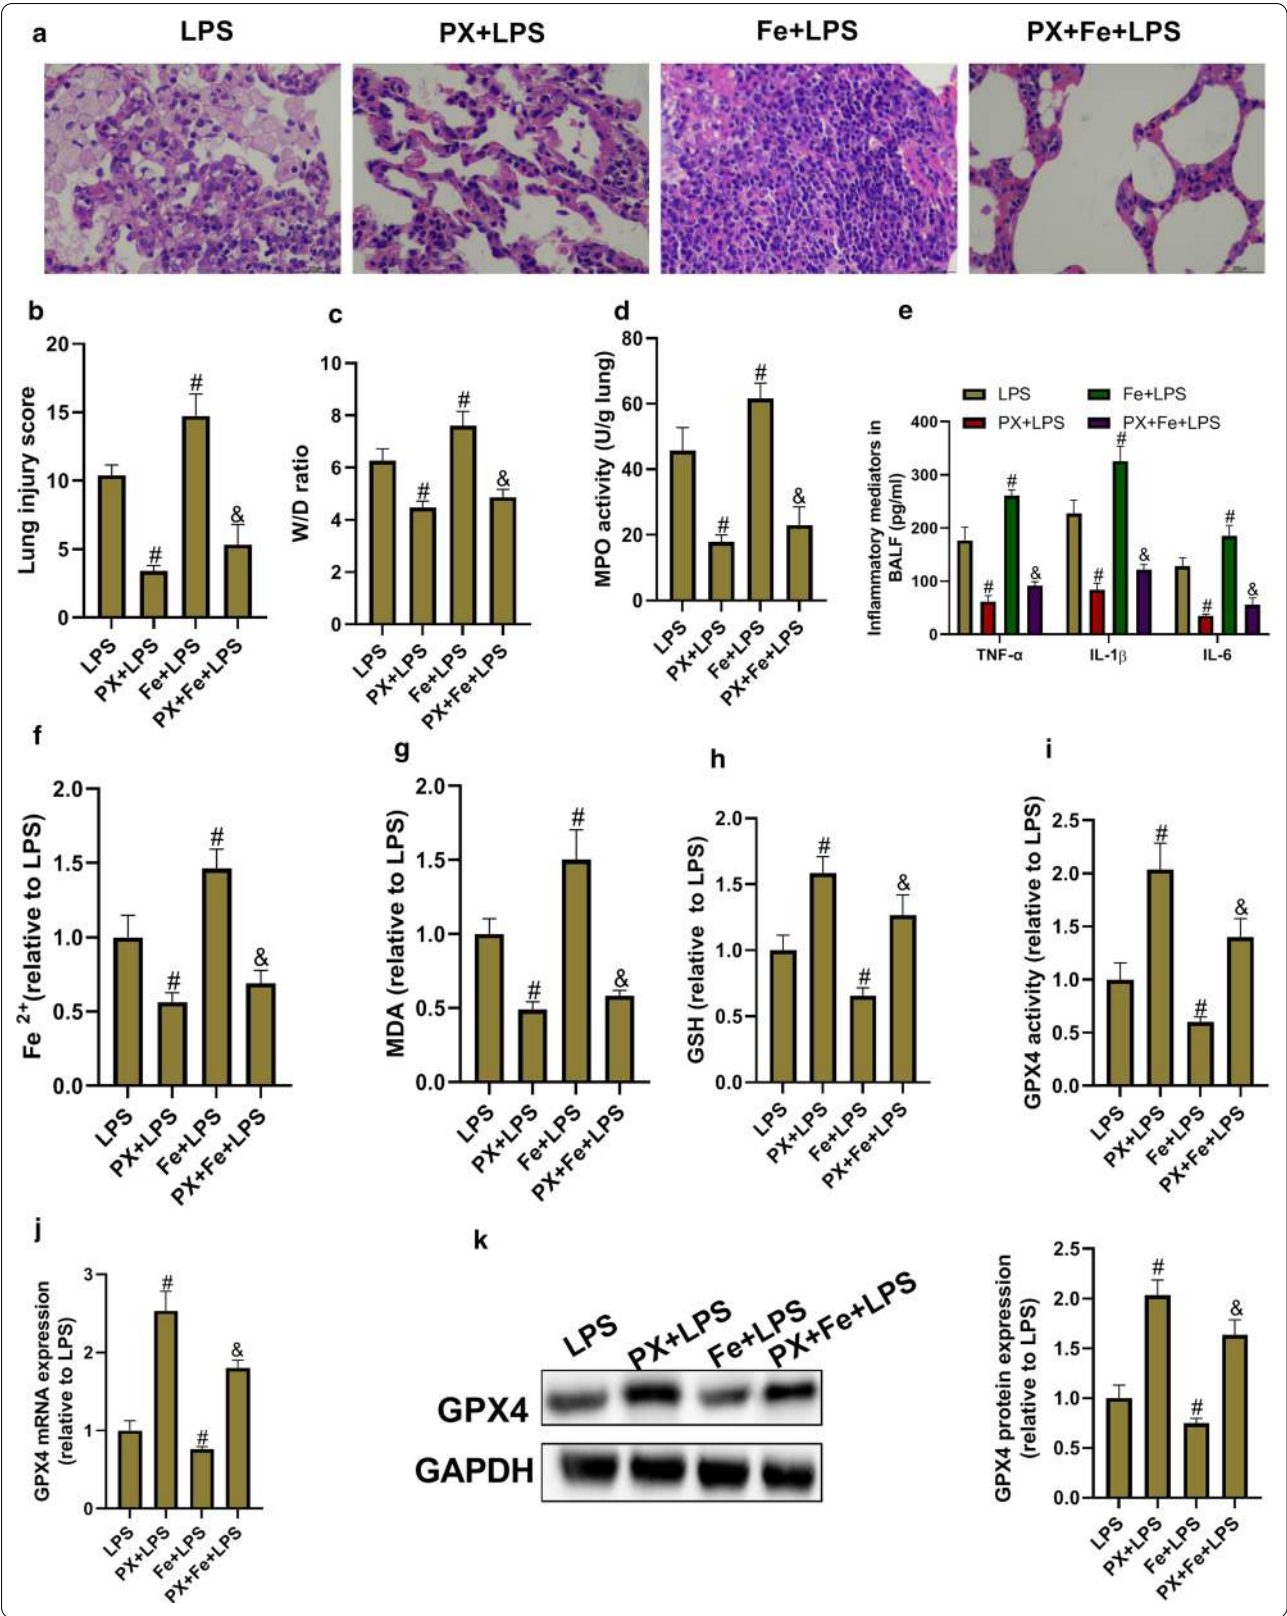 a
LPS
PX+LPS
Fe+LPS
PX+Fe+LPS
b
Lung injury score
20
15
10
5
0
#
#
&
LPS
PX+LPS
Fe+LPS
PX+Fe+LPS
c
W/D ratio
10
8
6
4
2
0
#
#
&
LPS
PX+LPS
Fe+LPS
PX+Fe+LPS
d
MPO activity (U/g lung)
80
60
40
20
0
#
#
&
LPS
PX+LPS
Fe+LPS
PX+Fe+LPS
e
LPS
Fe+LPS
PX+LPS
PX+Fe+LPS
Inflammatory mediators in
BALF (pg/ml)
400
300
200
100
0
#
#
&
#
#
&
#
#
&
TNF-α
IL-1β
IL-6
f
Fe 2+(relative to LPS)
2.0
1.5
1.0
0.5
0.0
#
#
&
LPS
PX+LPS
Fe+LPS
PX+Fe+LPS
g
MDA (relative to LPS)
2.0
1.5
1.0
0.5
0.0
#
#
&
LPS
PX+LPS
Fe+LPS
PX+Fe+LPS
h
GSH (relative to LPS)
2.0
1.5
1.0
0.5
0.0
#
#
&
LPS
PX+LPS
Fe+LPS
PX+Fe+LPS
i
GPX4 activity (relative to LPS)
2.5
2.0
1.5
1.0
0.5
0.0
#
#
&
LPS
PX+LPS
Fe+LPS
PX+Fe+LPS
j
GPX4 mRNA expression
(relative to LPS)
3
2
1
0
#
#
&
LPS
PX+LPS
Fe+LPS
PX+Fe+LPS
k
LPS
PX+LPS
Fe+LPS
PX+Fe+LPS
GPX4
GAPDH
GPX4 protein expression
(relative to LPS)
2.5
2.0
1.5
1.0
0.5
0.0
#
#
&
LPS
PX+LPS
Fe+LPS
PX+Fe+LPS